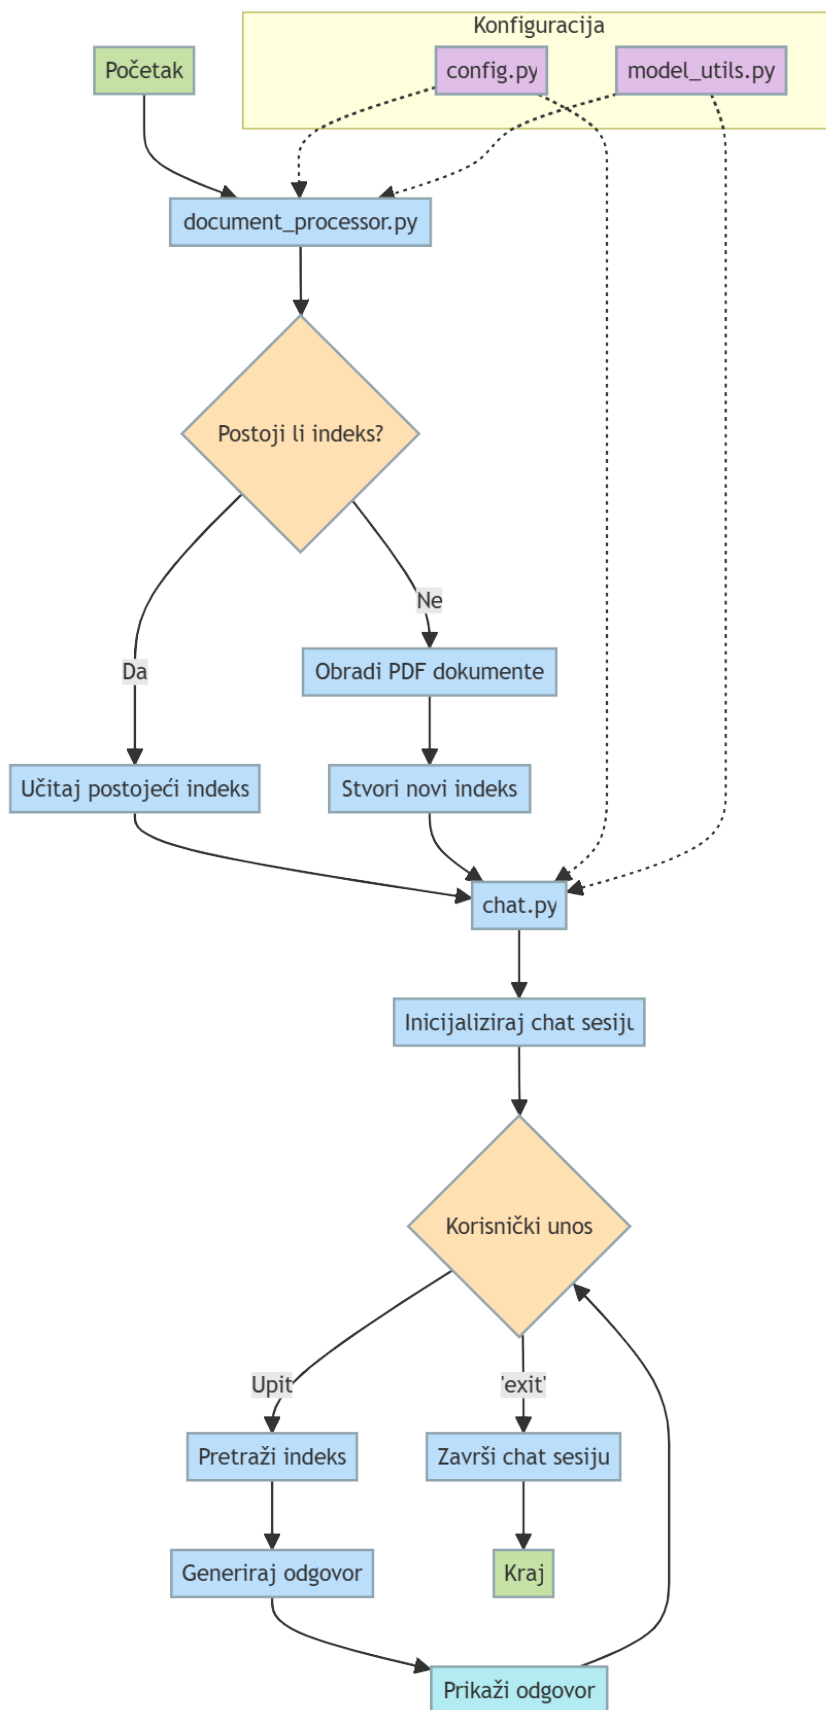 Konfiguracija
Početak
config.py
model_utils.py
document_processor.py
Postoji li indeks?
Ne
Da
Obradi PDF dokumente
Učitaj postojeći indeks
Stvori novi indeks
chat.py
Inicijaliziraj chat sesiju
Korisnički unos
Upit
'exit'
Pretraži indeks
Završi chat sesiju
Generiraj odgovor
Kraj
Prikaži odgovor